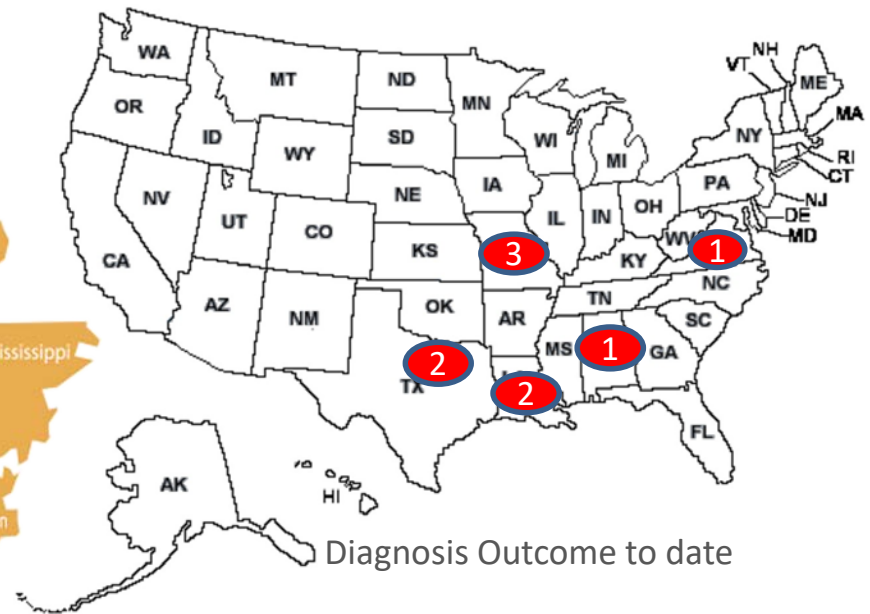 WA
MT
ND
MN
VT
NH
ME
MA
OR
ID
SD
WI
MI
NY
RI
CT
WY
NE
IA
PA
NJ
DE
MD
NV
UT
CO
KS
3
IL
IN
OH
WV
1
CA
KY
AZ
NM
OK
AR
TN
NC
SC
ississippi
2
TX
2
MS
1
GA
FL
AK
HI
Diagnosis Outcome to date